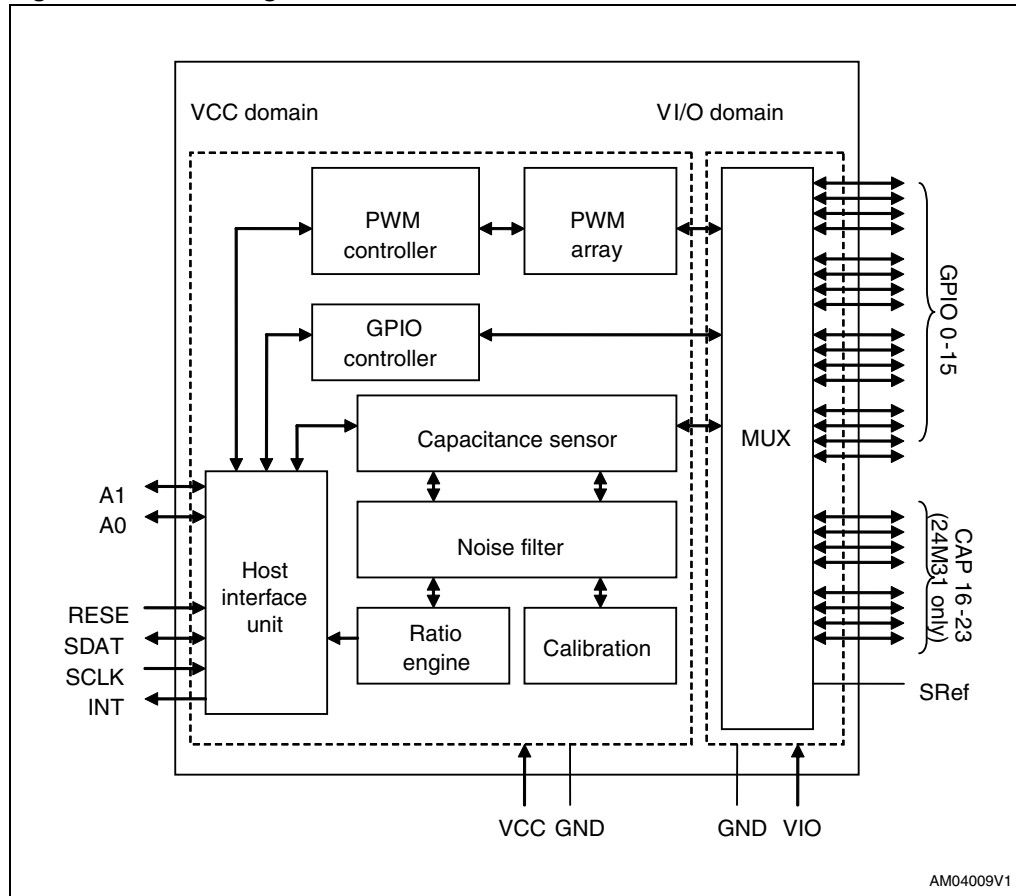 VCC domain
VI/O domain
PWM
controller
PWM
array
GPIO
controller
Capacitance sensor
MUX
Noise filter
Host
interface
unit
Ratio
engine
Calibration
A1
A0
RESE
SDAT
SCLK
INT
GPIO 0-15
CAP 16-23
(24M31 only)
SRef
VCC GND
GND VIO
AM04009V1